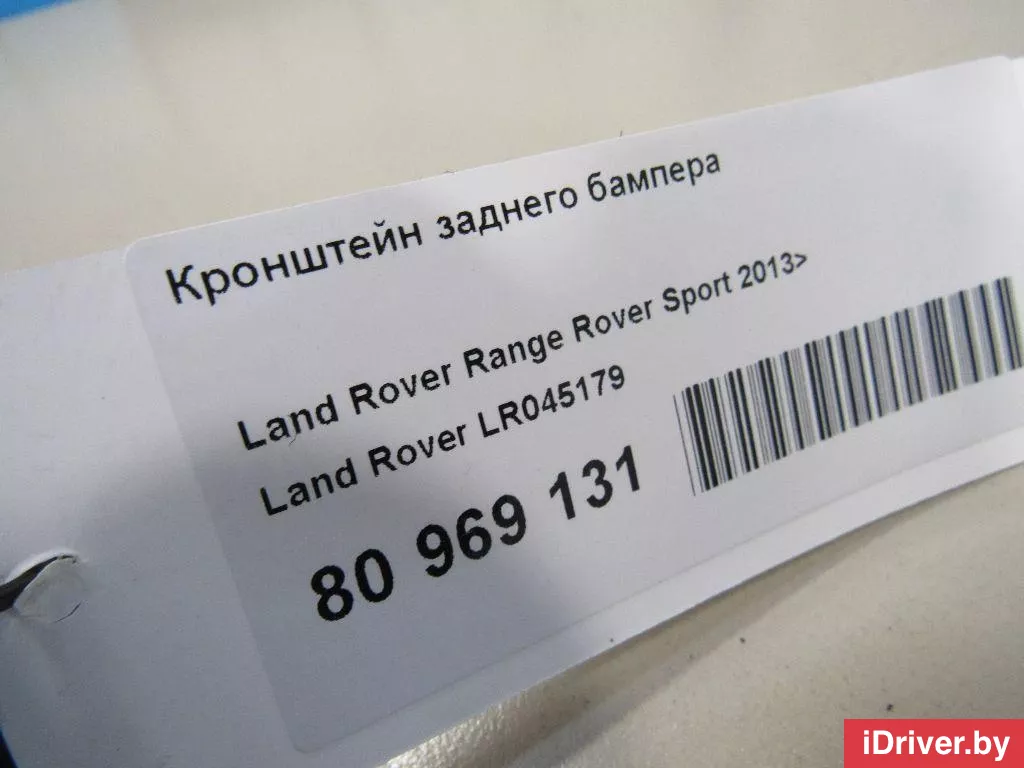 Кронштейн заднего бампера
Land Rover Range Rover Sport 2013>
Land Rover LR045179
80 969 131
iDriver.by